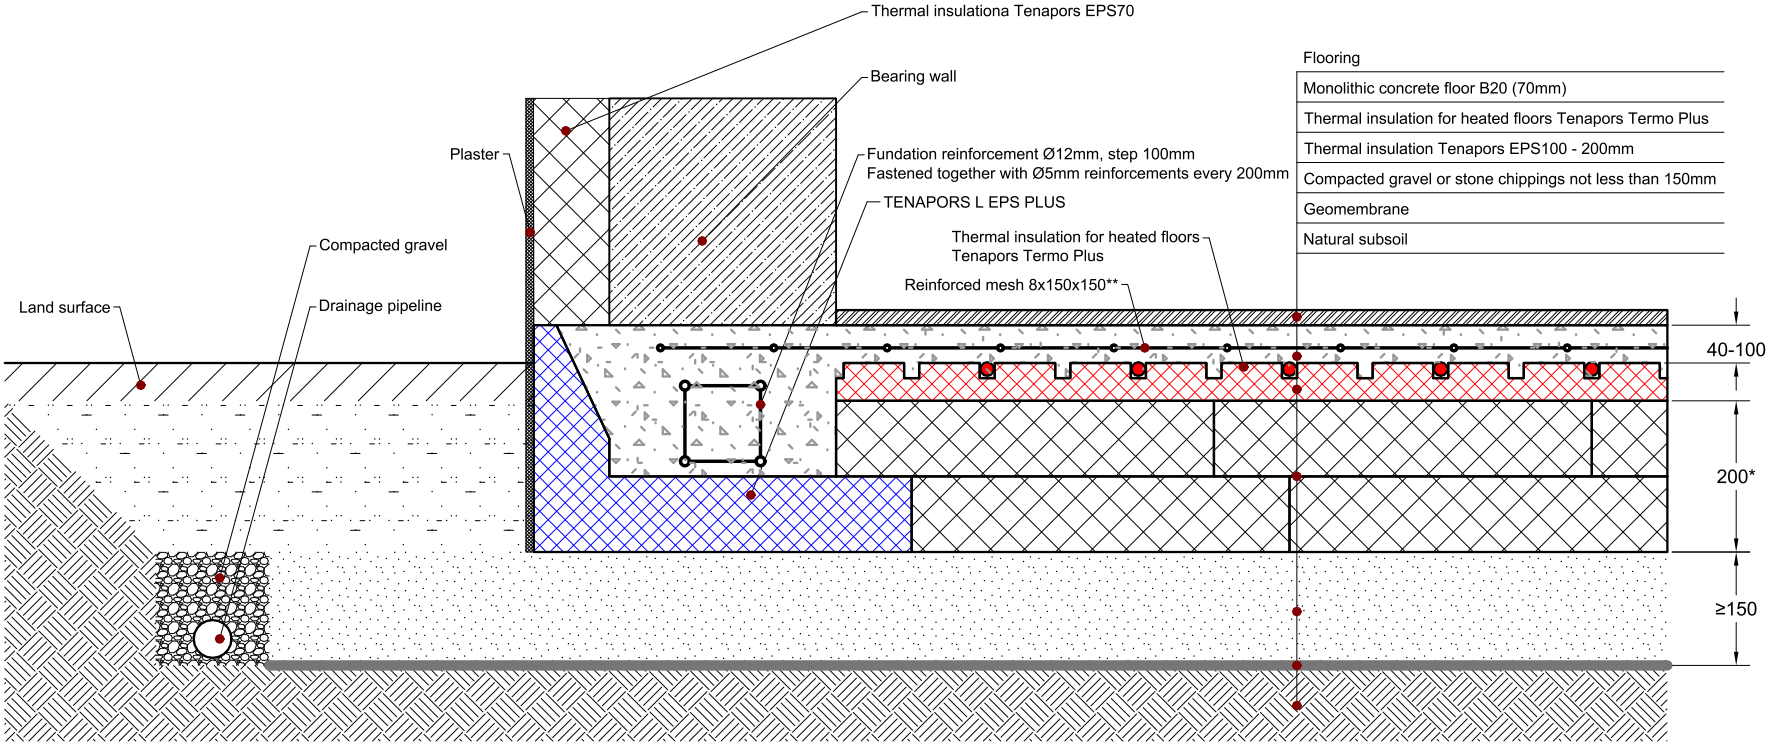 Thermal insulationa Tenapors EPS70
Bearing wall
Plaster
Fundation reinforcement Ø12mm, step 100mm
Fastened together with Ø5mm reinforcements every 200mm
TENAPORS L EPS PLUS
Thermal insulation for heated floors
Tenapors Termo Plus
Reinforced mesh 8x150x150**
Compacted gravel
Drainage pipeline
Land surface
Flooring
Monolithic concrete floor B20 (70mm)
Thermal insulation for heated floors Tenapors Termo Plus
Thermal insulation Tenapors EPS100 - 200mm
Compacted gravel or stone chippings not less than 150mm
Geomembrane
Natural subsoil
40-100
200*
≥150